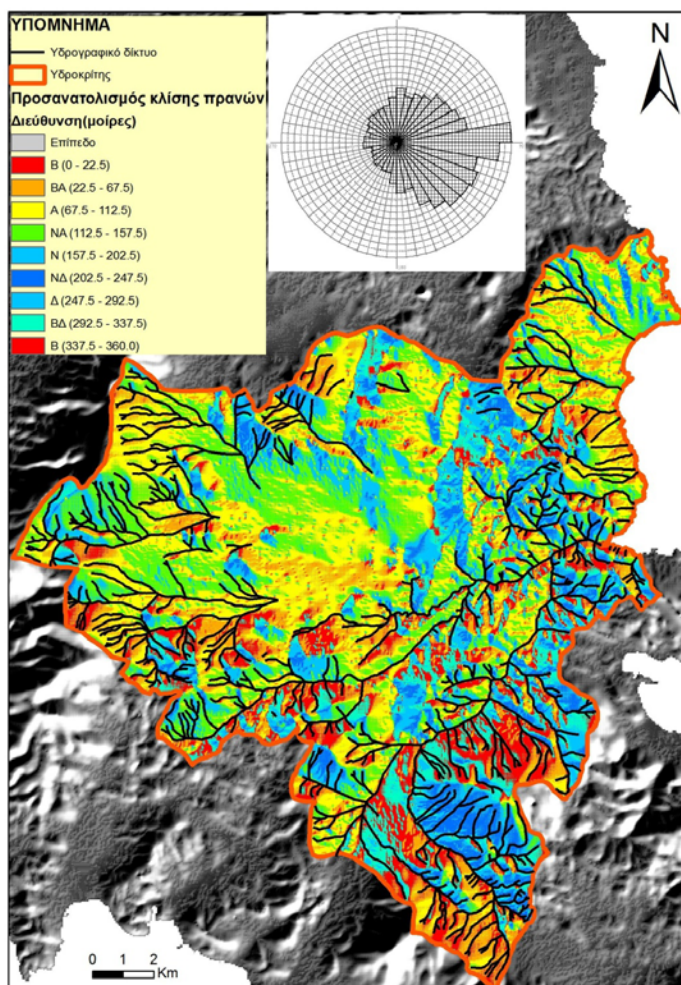 ΥΠΟΜΝΗΜΑ
Υδρογραφικό δίκτυο
Υδροκρίτης
Προσανατολισμός κλίσης πρανών
Διεύθυνση(μοίρες)
Επίπεδο
Β (0 - 22.5)
ΒΑ (22.5 - 67.5)
Α (67.5 - 112.5)
ΝΑ (112.5 - 157.5)
Ν (157.5 - 202.5)
ΝΔ (202.5 - 247.5)
Δ (247.5 - 292.5)
ΒΔ (292.5 - 337.5)
Β (337.5 - 360.0)
N
0 1 2
Km